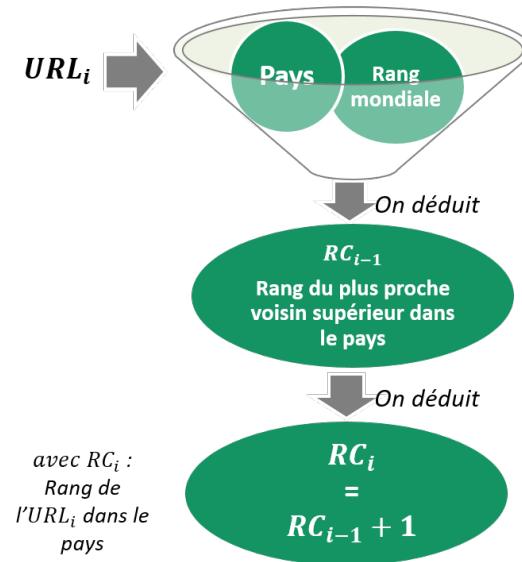 URLᵢ
Pays
Rang
mondiale
On déduit
RCᵢ₋₁
Rang du plus proche
voisin supérieur dans
le pays
On déduit
avec RCᵢ :
Rang de
l'URLᵢ dans le
pays
RCᵢ
=
RCᵢ₋₁ + 1